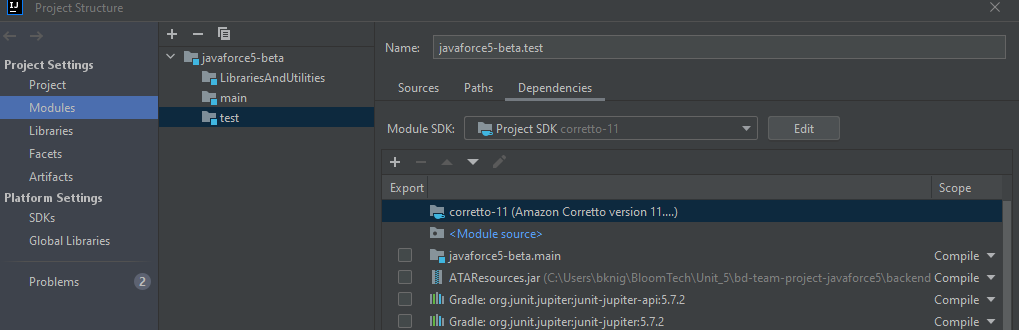 IJ Project Structure
Project Settings
Project
Modules
Libraries
Facets
Artifacts
Platform Settings
SDKs
Global Libraries
Problems 2
javaforce5-beta
LibrariesAndUtilities
main
test
Name: javaforce5-beta.test
Sources Paths Dependencies
Module SDK: Project SDK corretto-11 Edit
Export Scope
corretto-11 (Amazon Corretto version 11....)
<Module source>
javaforce5-beta.main Compile
ATAResources.jar (C:\Users\bknig\BloomTech\Unit_5\bd-team-project-javaforce5\backend Compile
Gradle: org.junit.jupiter:junit-jupiter-api:5.7.2 Compile
Gradle: org.junit.jupiter:junit-jupiter:5.7.2 Compile